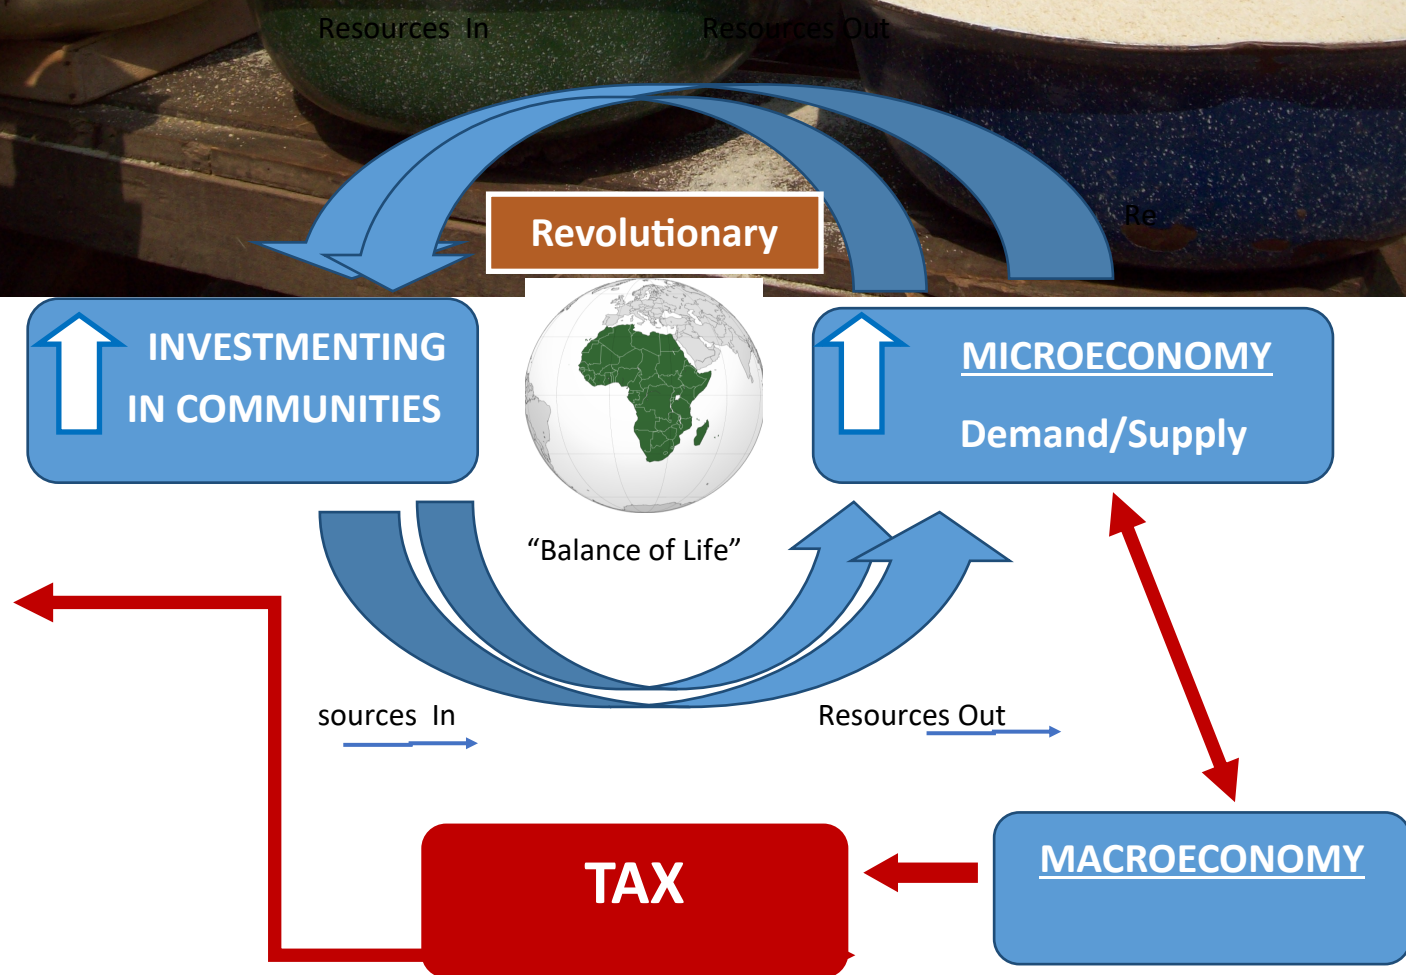 Resources  In
Resources Out
Re
Revolutionary
INVESTMENTING
IN COMMUNITIES
MICROECONOMY
Demand/Supply
“Balance of Life”
sources  In
Resources Out
TAX
MACROECONOMY